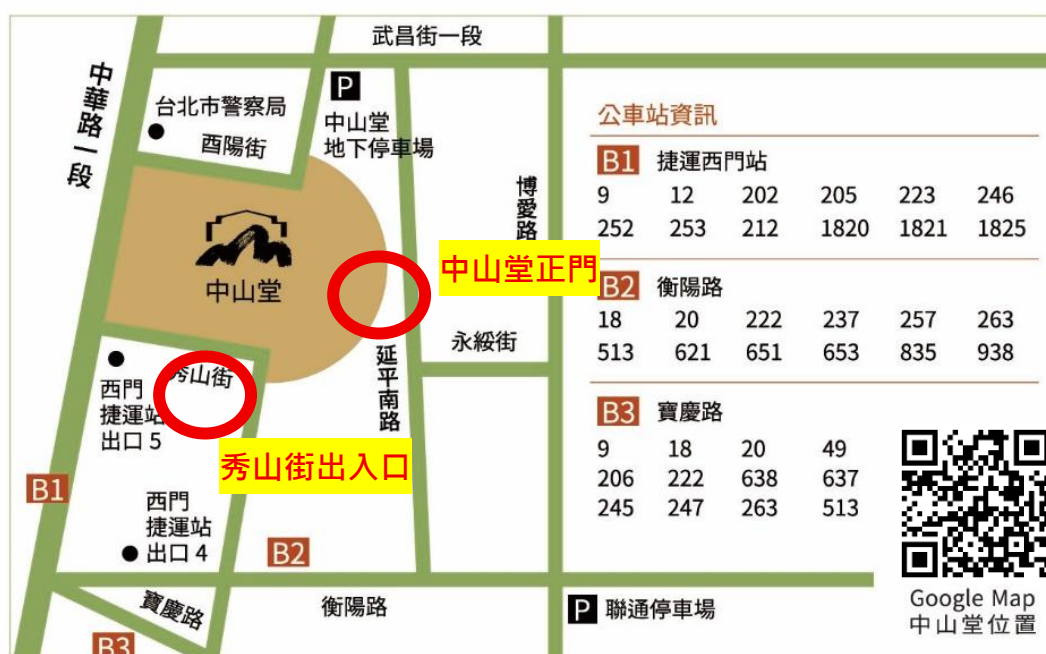 武昌街一段
中華路一段
P
台北市警察局
中山堂
地下停車場
酉陽街
博愛路
中山堂
中山堂正門
永綏街
延平南路
秀山街
西門
捷運站
出口 5
秀山街出入口
B1
西門
捷運站
出口 4
B2
寶慶路
衡陽路
B3
P 聯通停車場
公車站資訊
B1 捷運西門站
9 12 202 205 223 246
252 253 212 1820 1821 1825
B2 衡陽路
18 20 222 237 257 263
513 621 651 653 835 938
B3 寶慶路
9 18 20 49
206 222 638 637
245 247 263 513
Google Map
中山堂位置